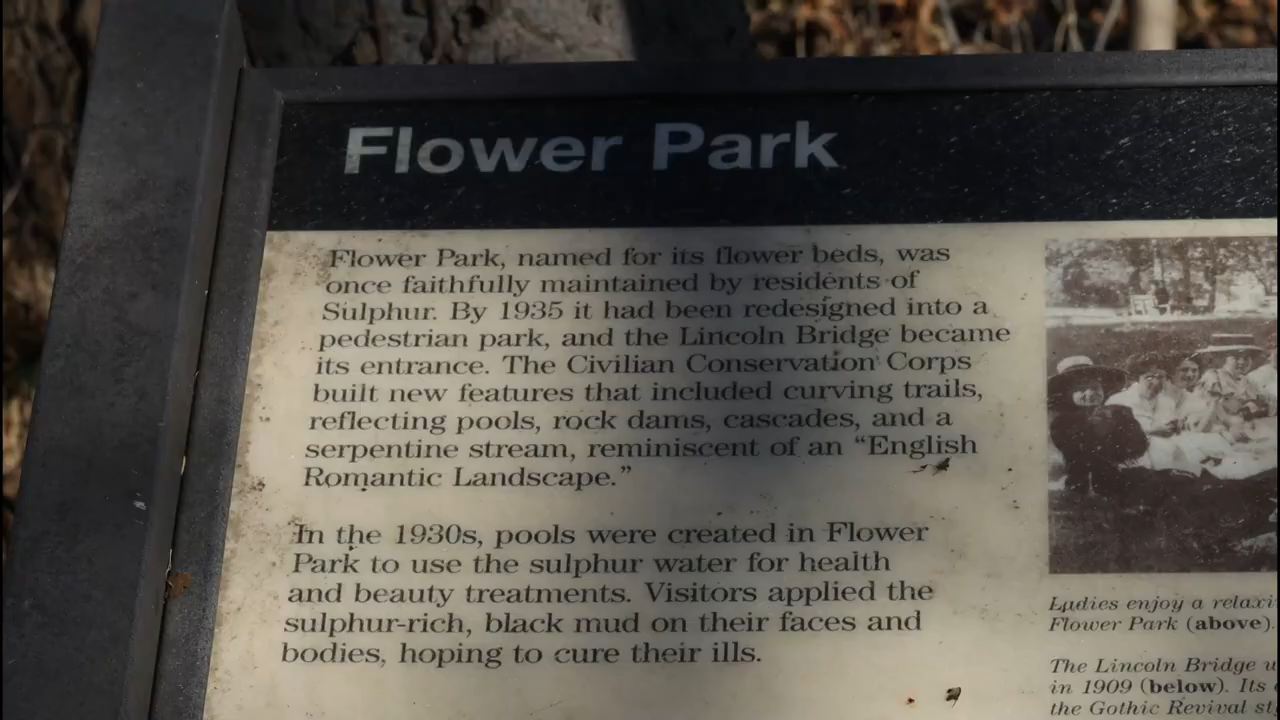 Flower Park
Flower Park, named for its flower beds, was
once faithfully maintained by residents of
Sulphur. By 1935 it had been redesigned into a
pedestrian park, and the Lincoln Bridge became
its entrance. The Civilian Conservation Corps
built new features that included curving trails,
reflecting pools, rock dams, cascades, and a
serpentine stream, reminiscent of an “English
Romantic Landscape.”
In the 1930s, pools were created in Flower
Park to use the sulphur water for health
and beauty treatments. Visitors applied the
sulphur-rich, black mud on their faces and
bodies, hoping to cure their ills.
Ladies enjoy a
Flower Park (above).
The Lincoln Bridge
in 1909 (below). Its
the Gothic Revival